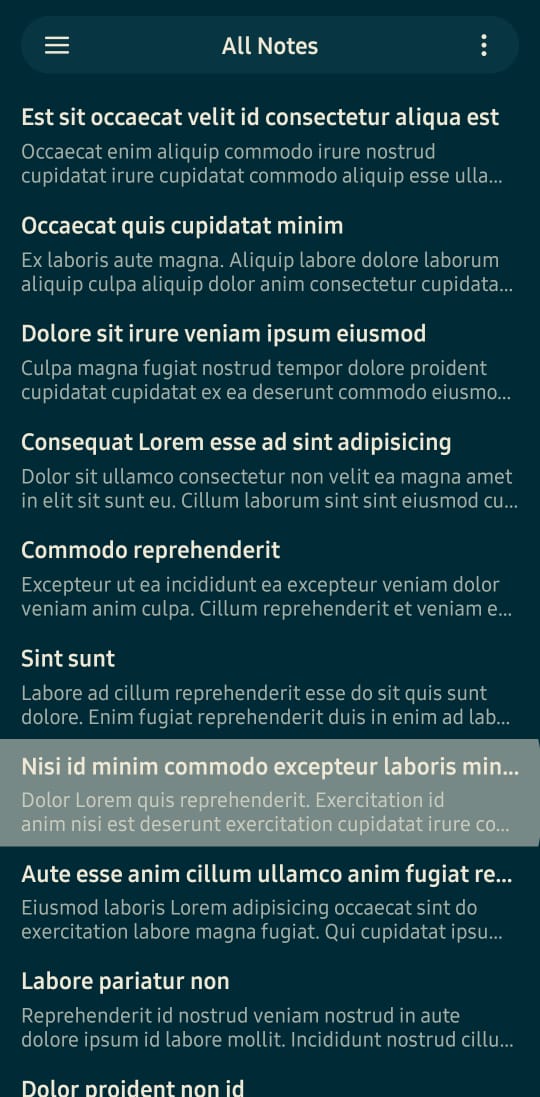 All Notes
Est sit occaecat velit id consectetur aliqua est
Occaecat enim aliquip commodo irure nostrud
cupidatat irure cupidatat commodo aliquip esse ulla...
Occaecat quis cupidatat minim
Ex laboris aute magna. Aliquip labore dolore laborum
aliquip culpa aliquip dolor anim consectetur cupidata...
Dolore sit irure veniam ipsum eiusmod
Culpa magna fugiat nostrud tempor dolore proident
cupidatat cupidatat ex ea deserunt commodo eiusmo...
Consequat Lorem esse ad sint adipisicing
Dolor sit ullamco consectetur non velit ea magna amet
in elit sit sunt eu. Cillum laborum sint sint eiusmod cu...
Commodo reprehenderit
Excepteur ut ea incididunt ea excepteur veniam dolor
veniam anim culpa. Cillum reprehenderit et veniam e...
Sint sunt
Labore ad cillum reprehenderit esse do sit quis sunt
dolore. Enim fugiat reprehenderit duis in enim ad lab...
Nisi id minim commodo excepteur laboris min...
Dolor Lorem quis reprehenderit. Exercitation id
anim nisi est deserunt exercitation cupidatat irure co...
Aute esse anim cillum ullamco anim fugiat re...
Eiusmod laboris Lorem adipisicing occaecat sint do
exercitation labore magna fugiat. Qui cupidatat ipsu...
Labore pariatur non
Reprehenderit id nostrud veniam nostrud in aute
dolore ipsum id labore mollit. Incididunt nostrud cillu...
Dolor proident non id